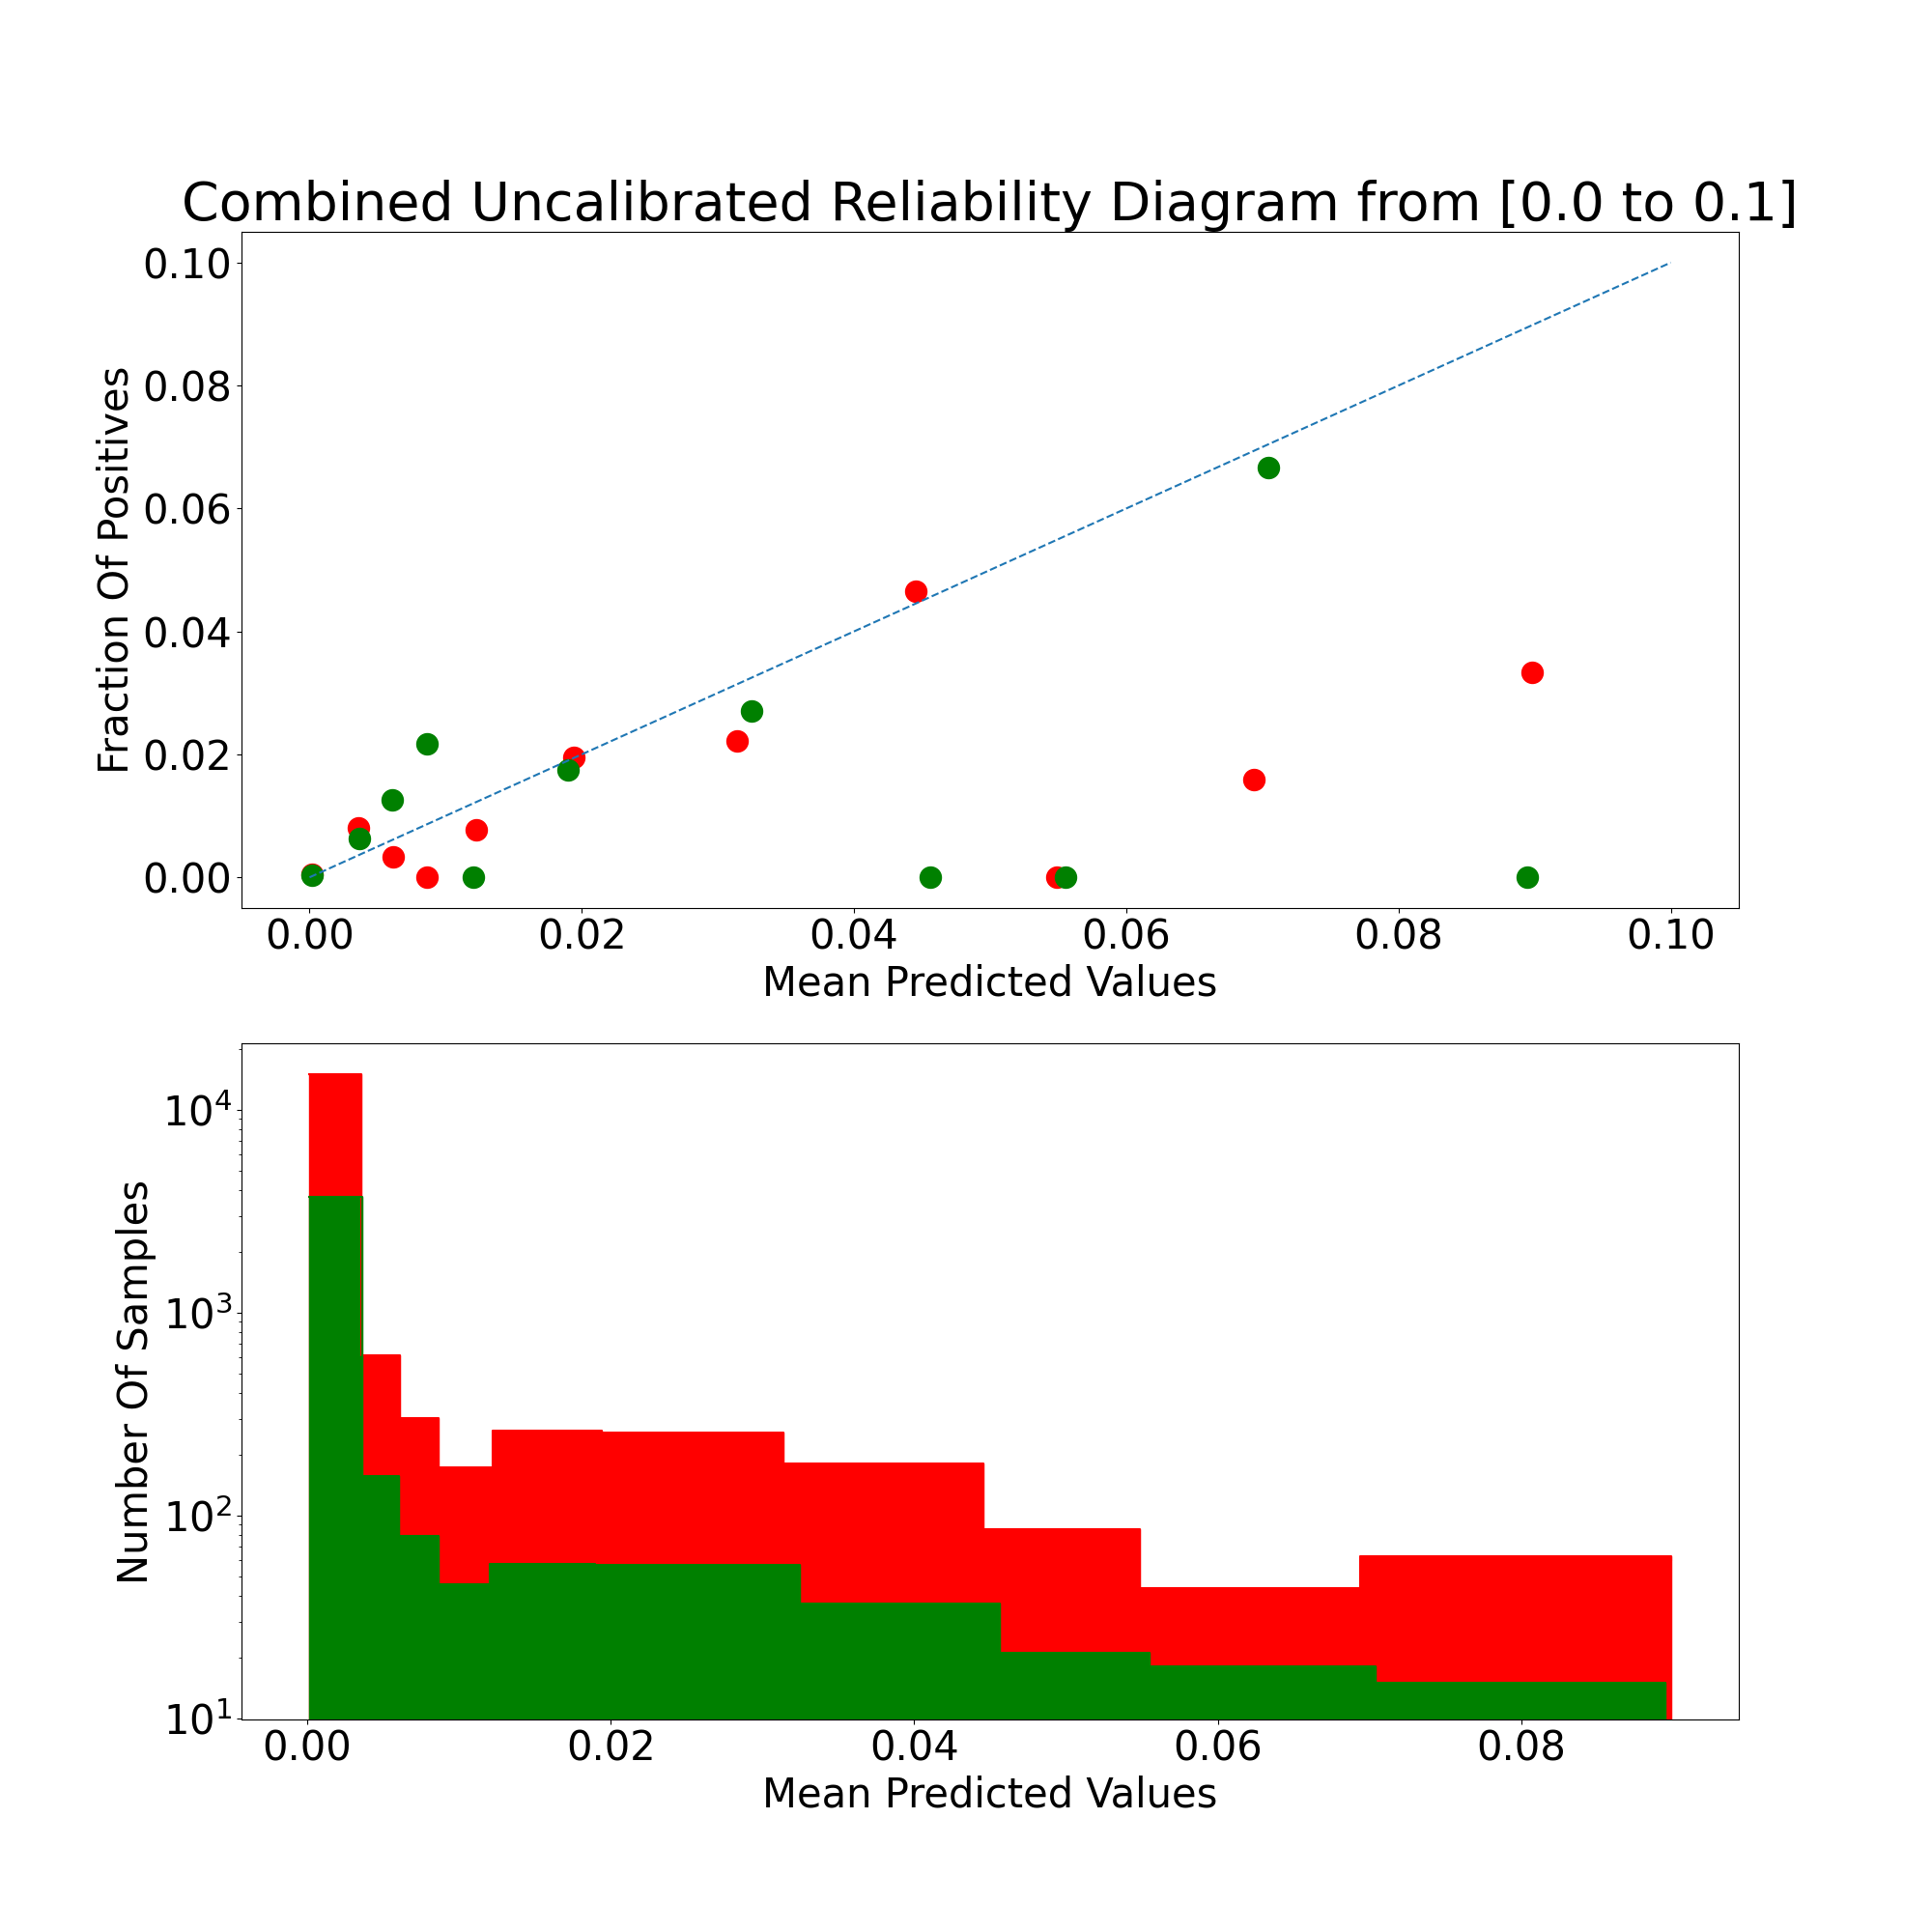 Combined Uncalibrated Reliability Diagram from [0.0 to 0.1]
Fraction Of Positives
0.10
0.08
0.06
0.04
0.02
0.00
0.00 0.02 0.04 0.06 0.08 0.10
Mean Predicted Values
Number Of Samples
10⁴
10³
10²
10¹
0.00 0.02 0.04 0.06 0.08
Mean Predicted Values